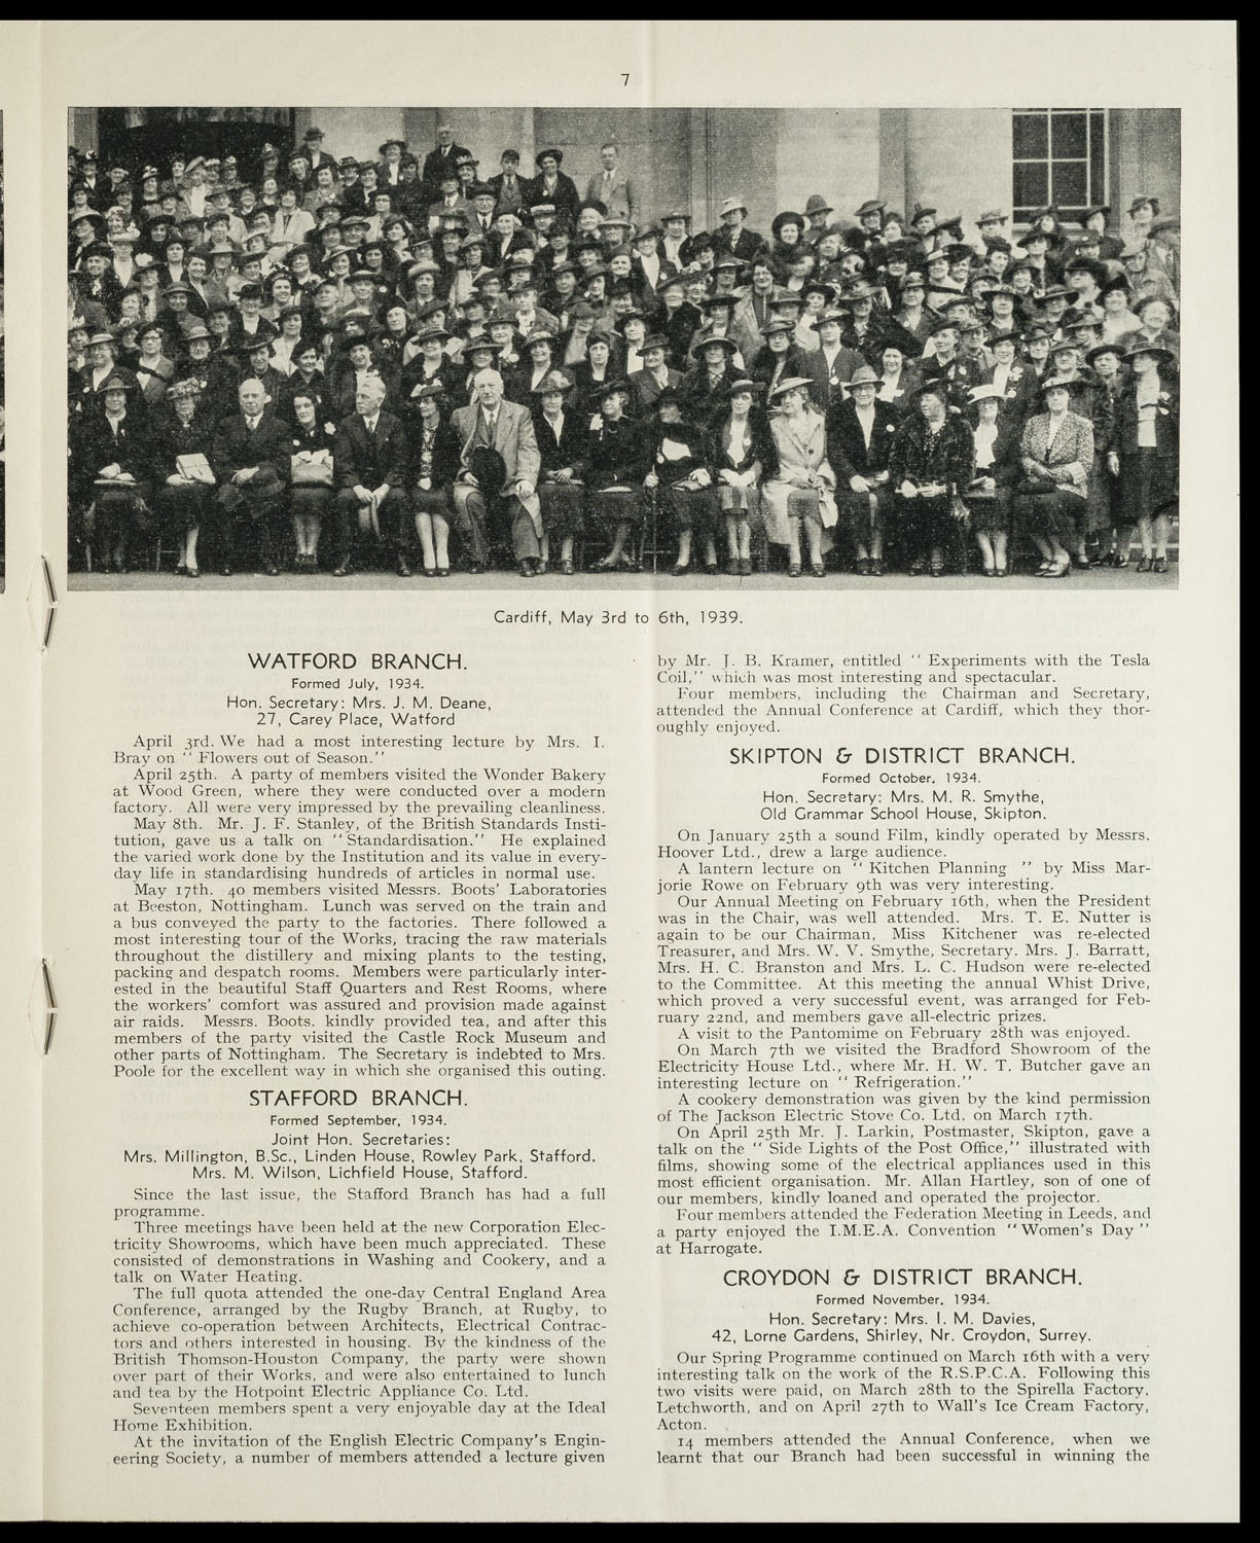 7
Cardiff, May 3rd to 6th, 1939.
WATFORD BRANCH.
Formed July, 1934.
Hon. Secretary: Mrs. J. M. Deane,
27, Carey Place, Watford
April 3rd. We had a most interesting lecture by Mrs. I.
Bray on " Flowers out of Season."
April 25th. A party of members visited the Wonder Bakery
at Wood Green, where they were conducted over a modern
factory. All were very impressed by the prevailing cleanliness.
May 8th. Mr. J. F. Stanley, of the British Standards Insti-
tution, gave us a talk on " Standardisation." He explained
the varied work done by the Institution and its value in every-
day life in standardising hundreds of articles in normal use.
May 17th. 40 members visited Messrs. Boots' Laboratories
at Beeston, Nottingham. Lunch was served on the train and
a bus conveyed the party to the factories. There followed a
most interesting tour of the Works, tracing the raw materials
throughout the distillery and mixing plants to the testing,
packing and despatch rooms. Members were particularly inter-
ested in the beautiful Staff Quarters and Rest Rooms, where
the workers' comfort was assured and provision made against
air raids. Messrs. Boots. kindly provided tea, and after this
members of the party visited the Castle Rock Museum and
other parts of Nottingham. The Secretary is indebted to Mrs.
Poole for the excellent way in which she organised this outing.
STAFFORD BRANCH.
Formed September, 1934.
Joint Hon. Secretaries:
Mrs. Millington, B.Sc., Linden House, Rowley Park, Stafford.
Mrs. M. Wilson, Lichfield House, Stafford.
Since the last issue, the Stafford Branch has had a full
programme.
Three meetings have been held at the new Corporation Elec-
tricity Showrooms, which have been much appreciated. These
consisted of demonstrations in Washing and Cookery, and a
talk on Water Heating.
The full quota attended the one-day Central England Area
Conference, arranged by the Rugby Branch, at Rugby, to
achieve co-operation between Architects, Electrical Contrac-
tors and others interested in housing. By the kindness of the
British Thomson-Houston Company, the party were shown
over part of their Works, and were also entertained to lunch
and tea by the Hotpoint Electric Appliance Co. Ltd.
Seventeen members spent a very enjoyable day at the Ideal
Home Exhibition.
At the invitation of the English Electric Company's Engin-
eering Society, a number of members attended a lecture given
by Mr. J. B. Kramer, entitled " Experiments with the Tesla
Coil," which was most interesting and spectacular.
Four members, including the Chairman and Secretary,
attended the Annual Conference at Cardiff, which they thor-
oughly enjoyed.
SKIPTON & DISTRICT BRANCH.
Formed October, 1934.
Hon. Secretary: Mrs. M. R. Smythe,
Old Grammar School House, Skipton.
On January 25th a sound Film, kindly operated by Messrs.
Hoover Ltd., drew a large audience.
A lantern lecture on " Kitchen Planning " by Miss Mar-
jorie Rowe on February 9th was very interesting.
Our Annual Meeting on February 16th, when the President
was in the Chair, was well attended. Mrs. T. E. Nutter is
again to be our Chairman, Miss Kitchener was re-elected
Treasurer, and Mrs. W. V. Smythe, Secretary. Mrs. J. Barratt,
Mrs. H. C. Branston and Mrs. L. C. Hudson were re-elected
to the Committee. At this meeting the annual Whist Drive,
which proved a very successful event, was arranged for Feb-
ruary 22nd, and members gave all-electric prizes.
A visit to the Pantomime on February 28th was enjoyed.
On March 7th we visited the Bradford Showroom of the
Electricity House Ltd., where Mr. H. W. T. Butcher gave an
interesting lecture on " Refrigeration."
A cookery demonstration was given by the kind permission
of The Jackson Electric Stove Co. Ltd. on March 17th.
On April 25th Mr. J. Larkin, Postmaster, Skipton, gave a
talk on the " Side Lights of the Post Office," illustrated with
films, showing some of the electrical appliances used in this
most efficient organisation. Mr. Allan Hartley, son of one of
our members, kindly loaned and operated the projector.
Four members attended the Federation Meeting in Leeds, and
a party enjoyed the I.M.E.A. Convention " Women's Day "
at Harrogate.
CROYDON & DISTRICT BRANCH.
Formed November, 1934.
Hon. Secretary: Mrs. I. M. Davies,
42, Lorne Gardens, Shirley, Nr. Croydon, Surrey.
Our Spring Programme continued on March 16th with a very
interesting talk on the work of the R.S.P.C.A. Following this
two visits were paid, on March 28th to the Spirella Factory,
Letchworth, and on April 27th to Wall's Ice Cream Factory,
Acton.
14 members attended the Annual Conference, when we
learnt that our Branch had been successful in winning the